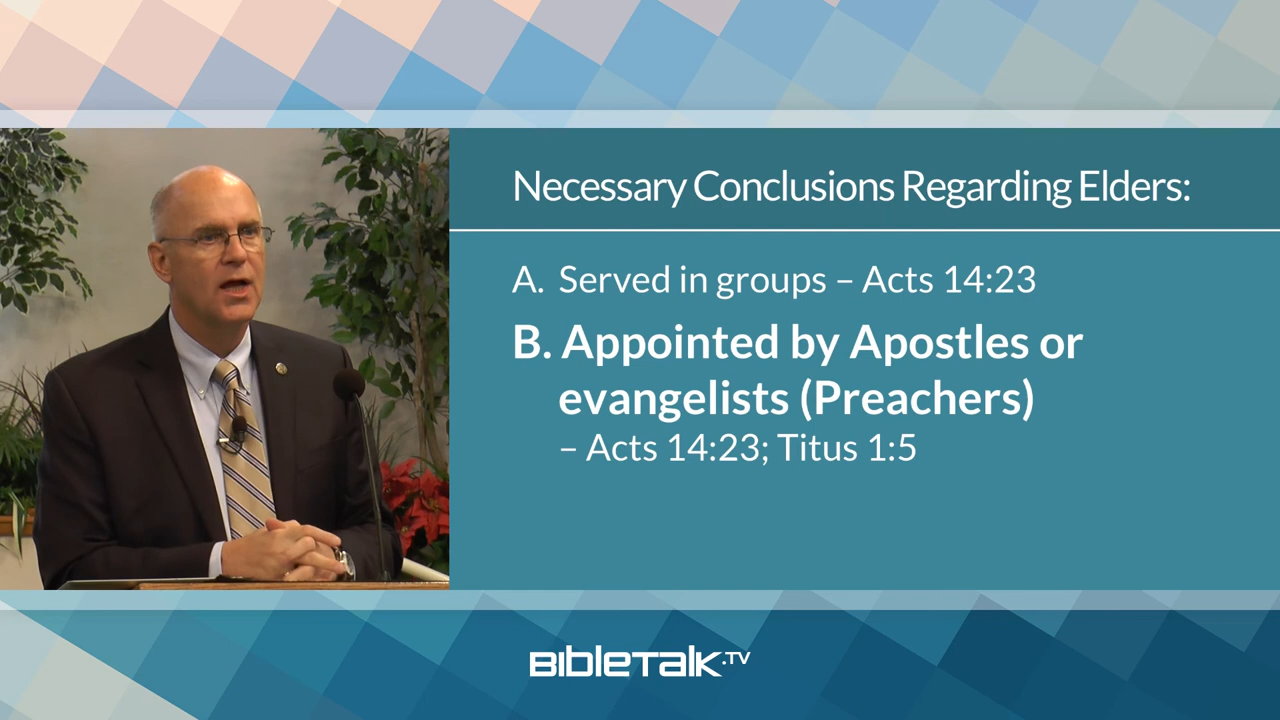 Necessary Conclusions Regarding Elders:
A. Served in groups – Acts 14:23
B. Appointed by Apostles or
evangelists (Preachers)
– Acts 14:23; Titus 1:5
BIBLETALK.TV